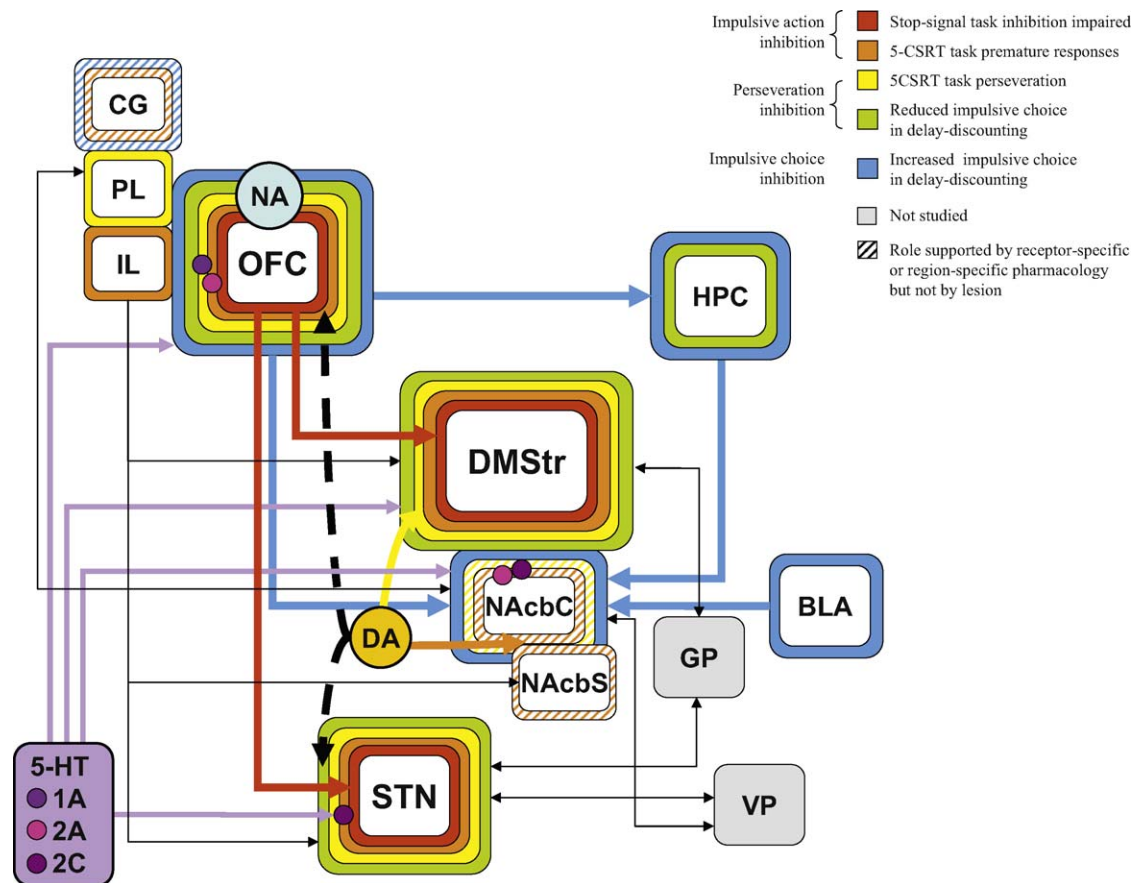 Impulsive action
inhibition
Stop-signal task inhibition impaired
5-CSRT task premature responses
Perseveration
inhibition
5CSRT task perseveration
Reduced impulsive choice
in delay-discounting
Impulsive choice
inhibition
Increased impulsive choice
in delay-discounting
Not studied
Role supported by receptor-specific
or region-specific pharmacology
but not by lesion
CG
PL
IL
NA
OFC
HPC
DMStr
NAcbC
NAcbS
DA
BLA
GP
VP
STN
5-HT
1A
2A
2C